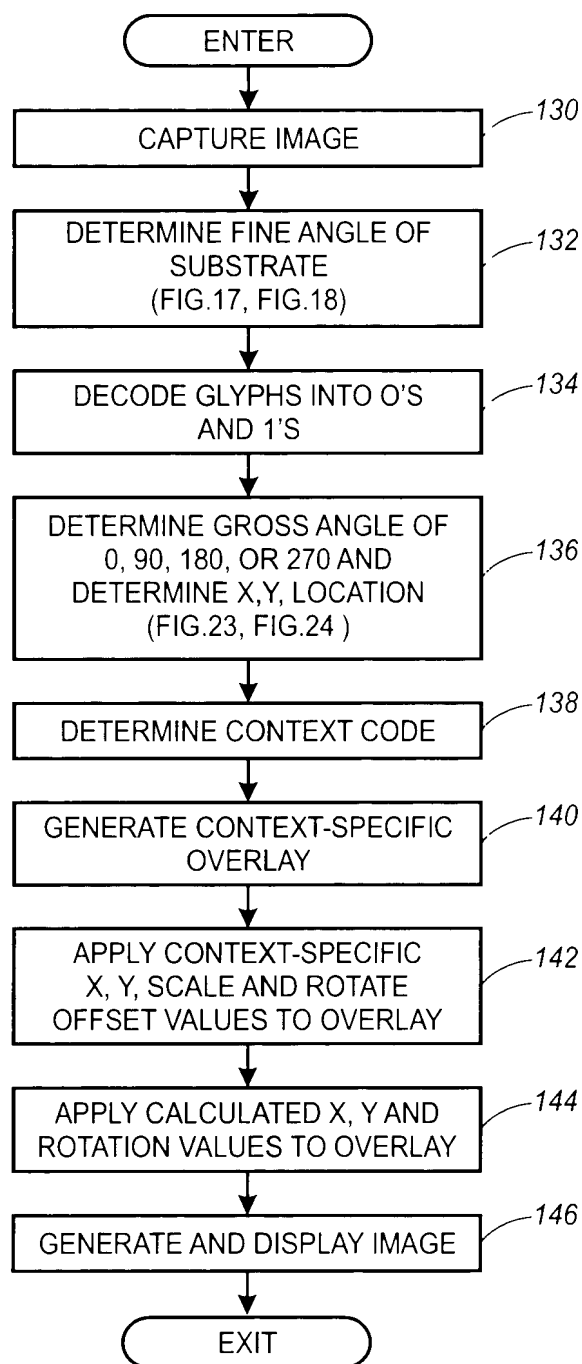 ENTER
CAPTURE IMAGE
130
DETERMINE FINE ANGLE OF
SUBSTRATE
(FIG.17, FIG.18)
132
DECODE GLYPHS INTO O'S
AND 1'S
134
DETERMINE GROSS ANGLE OF
0, 90, 180, OR 270 AND
DETERMINE X,Y, LOCATION
(FIG.23, FIG.24 )
136
DETERMINE CONTEXT CODE
138
GENERATE CONTEXT-SPECIFIC
OVERLAY
140
APPLY CONTEXT-SPECIFIC
X, Y, SCALE AND ROTATE
OFFSET VALUES TO OVERLAY
142
APPLY CALCULATED X, Y AND
ROTATION VALUES TO OVERLAY
144
GENERATE AND DISPLAY IMAGE
146
EXIT